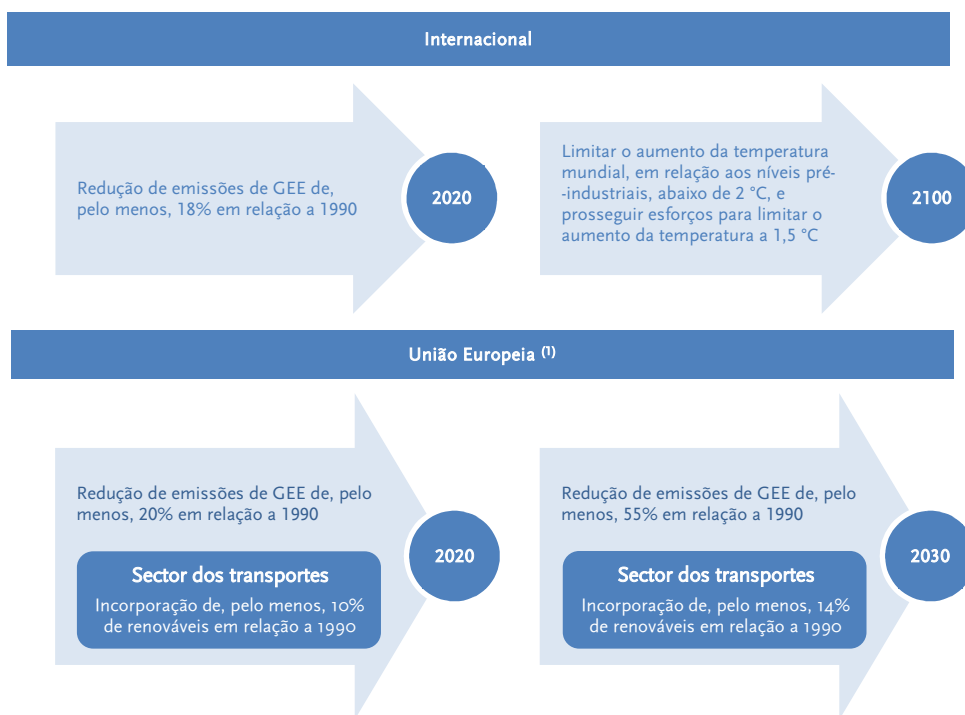 Internacional
Redução de emissões de GEE de,
pelo menos, 18% em relação a 1990
2020
Limitar o aumento da temperatura
mundial, em relação aos níveis pré-
-industriais, abaixo de 2 °C, e
prosseguir esforços para limitar o
aumento da temperatura a 1,5 °C
2100
União Europeia (1)
Redução de emissões de GEE de, pelo
menos, 20% em relação a 1990
Sector dos transportes
Incorporação de, pelo menos, 10%
de renováveis em relação a 1990
2020
Redução de emissões de GEE de, pelo
menos, 55% em relação a 1990
Sector dos transportes
Incorporação de, pelo menos, 14%
de renováveis em relação a 1990
2030